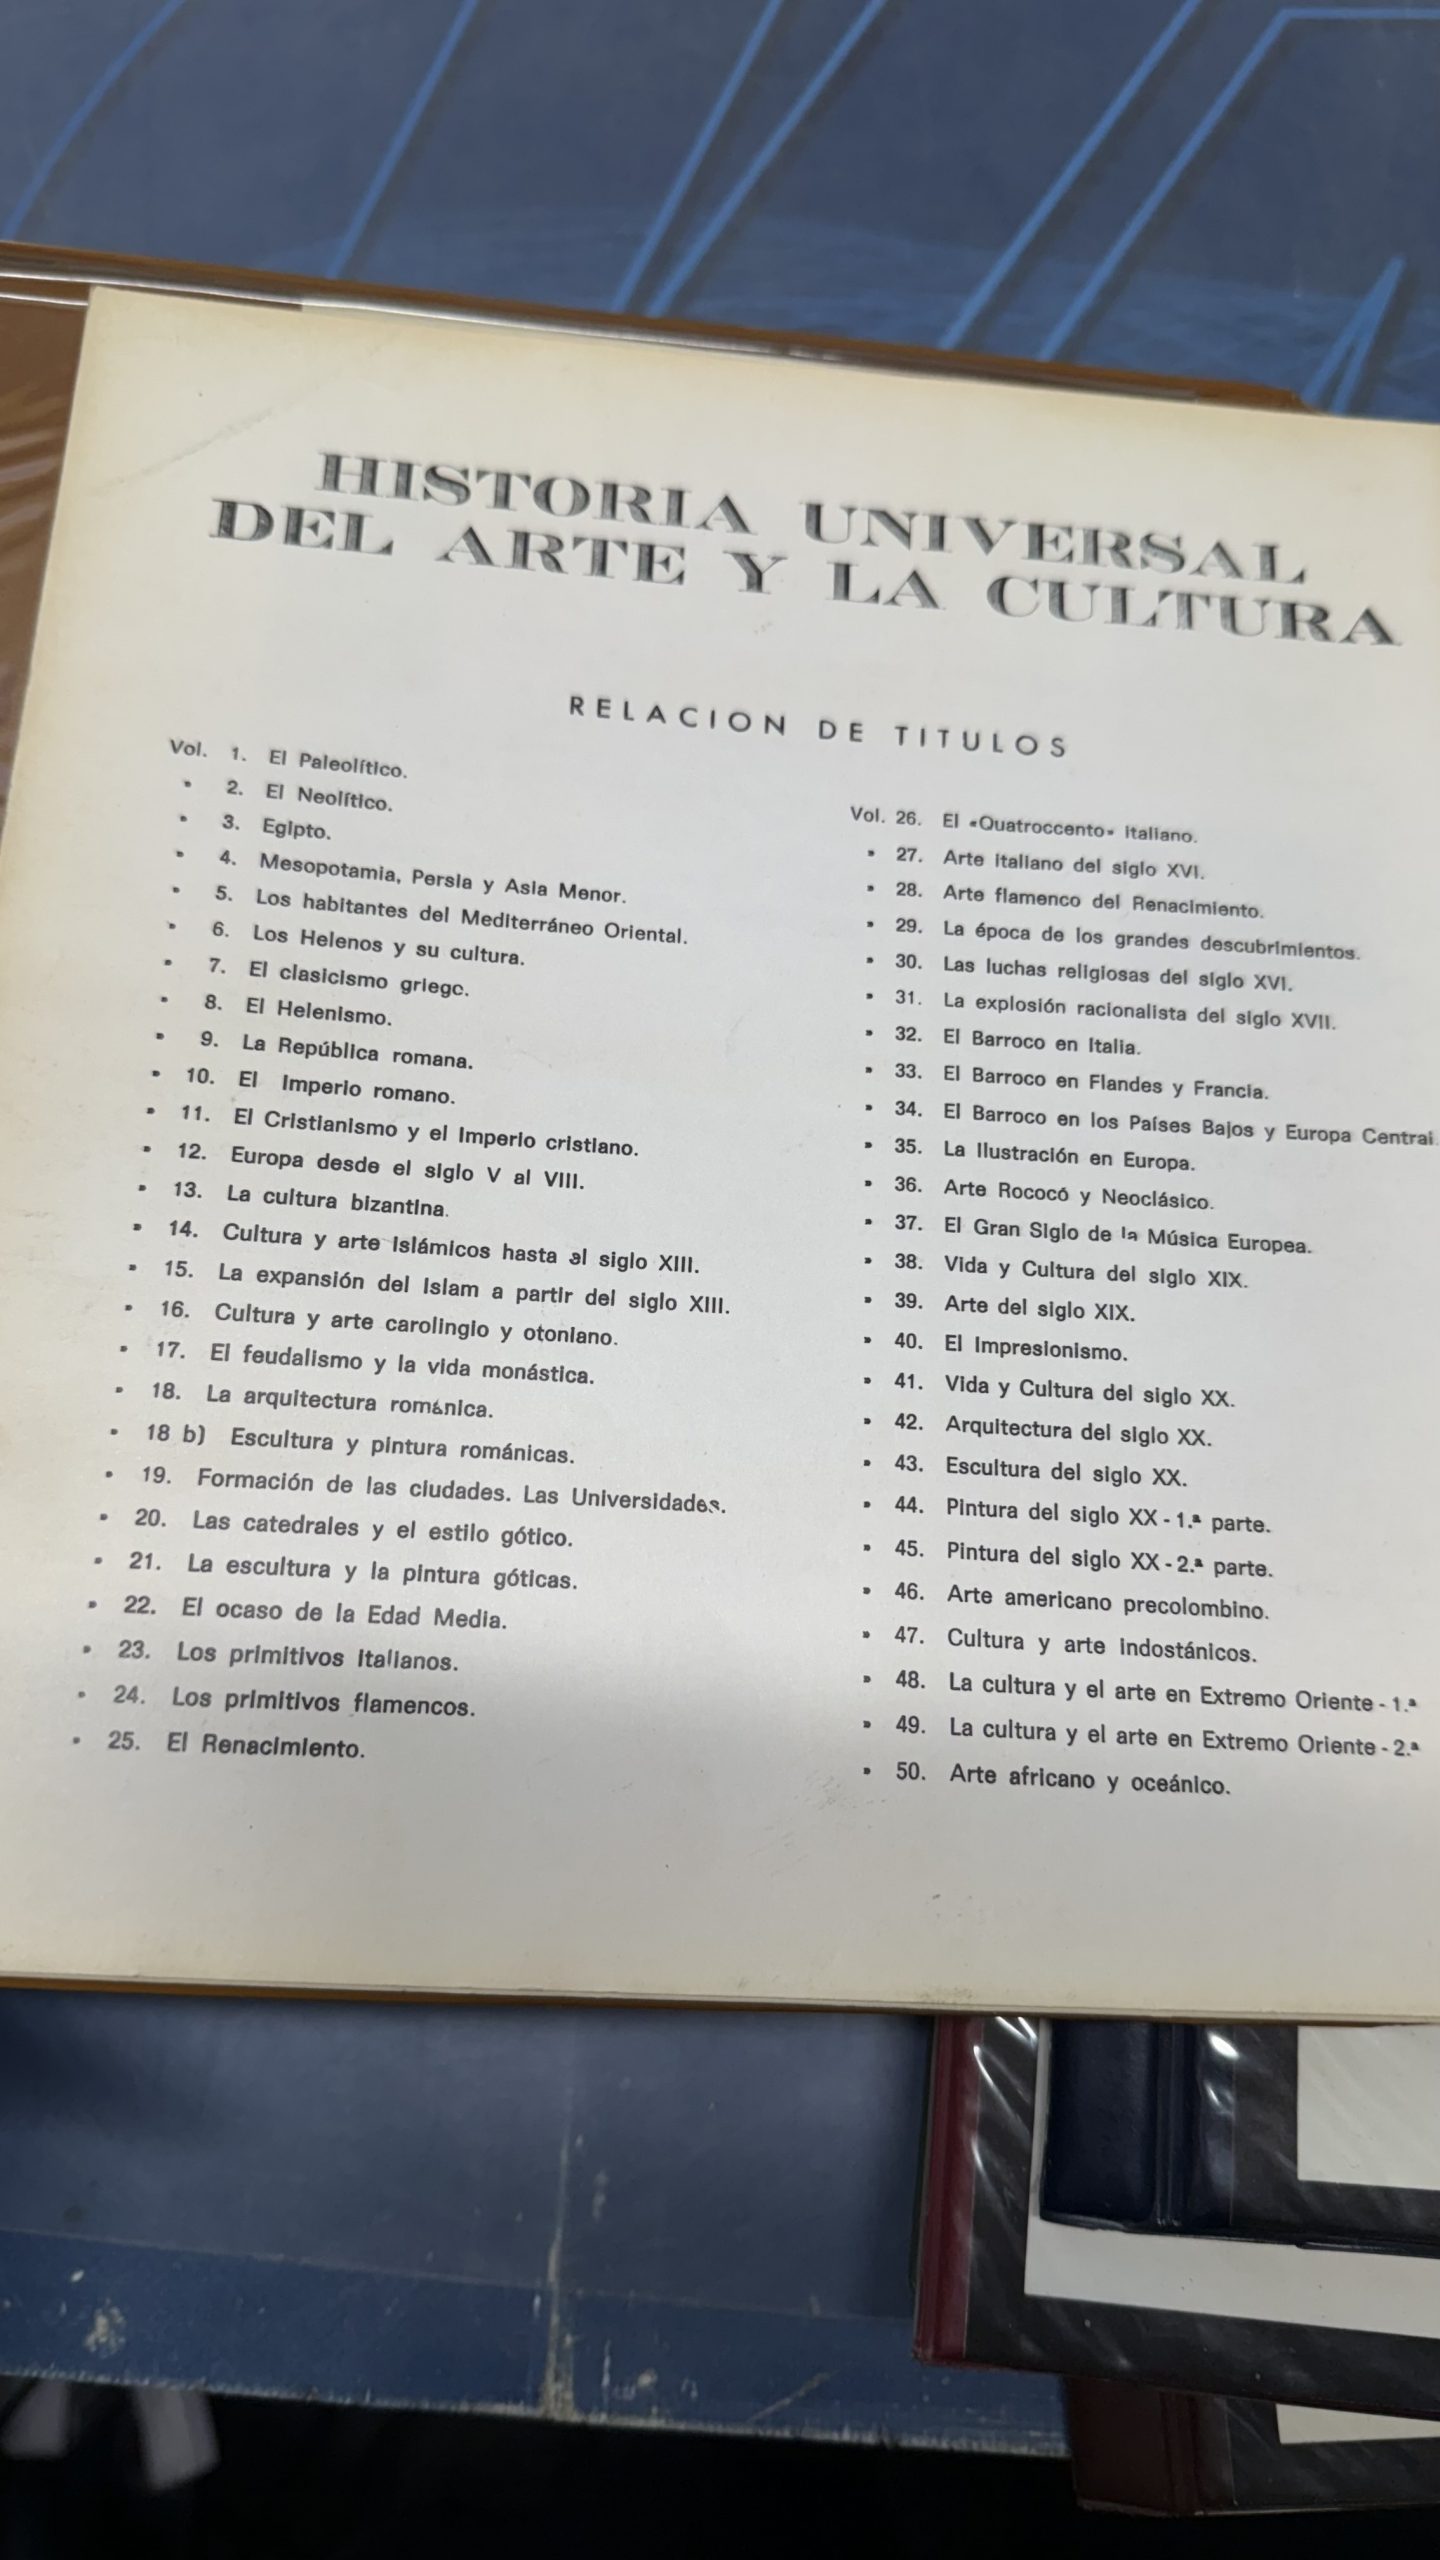 HISTORIA UNIVERSAL
DEL ARTE Y LA CULTURA
RELACION DE TITULOS
Vol. 1. El Paleolítico.
» 2. El Neolítico.
» 3. Egipto.
» 4. Mesopotamia, Persia y Asia Menor.
» 5. Los habitantes del Mediterráneo Oriental.
» 6. Los Helenos y su cultura.
» 7. El clasicismo griego.
» 8. El Helenismo.
» 9. La República romana.
» 10. El Imperio romano.
» 11. El Cristianismo y el Imperio cristiano.
» 12. Europa desde el siglo V al VIII.
» 13. La cultura bizantina.
» 14. Cultura y arte islámicos hasta el siglo XIII.
» 15. La expansión del Islam a partir del siglo XIII.
» 16. Cultura y arte carolingio y otoniano.
» 17. El feudalismo y la vida monástica.
» 18. La arquitectura románica.
» 18 b) Escultura y pintura románicas.
» 19. Formación de las ciudades. Las Universidades.
» 20. Las catedrales y el estilo gótico.
» 21. La escultura y la pintura góticas.
» 22. El ocaso de la Edad Media.
» 23. Los primitivos italianos.
» 24. Los primitivos flamencos.
» 25. El Renacimiento.
Vol. 26. El «Quatroccento» italiano.
» 27. Arte italiano del siglo XVI.
» 28. Arte flamenco del Renacimiento.
» 29. La época de los grandes descubrimientos.
» 30. Las luchas religiosas del siglo XVI.
» 31. La explosión racionalista del siglo XVII.
» 32. El Barroco en Italia.
» 33. El Barroco en Flandes y Francia.
» 34. El Barroco en los Países Bajos y Europa Central.
» 35. La Ilustración en Europa.
» 36. Arte Rococó y Neoclásico.
» 37. El Gran Siglo de la Música Europea.
» 38. Vida y Cultura del siglo XIX.
» 39. Arte del siglo XIX.
» 40. El Impresionismo.
» 41. Vida y Cultura del siglo XX.
» 42. Arquitectura del siglo XX.
» 43. Escultura del siglo XX.
» 44. Pintura del siglo XX - 1.ª parte.
» 45. Pintura del siglo XX - 2.ª parte.
» 46. Arte americano precolombino.
» 47. Cultura y arte indostánicos.
» 48. La cultura y el arte en Extremo Oriente - 1.ª
» 49. La cultura y el arte en Extremo Oriente - 2.ª
» 50. Arte africano y oceánico.